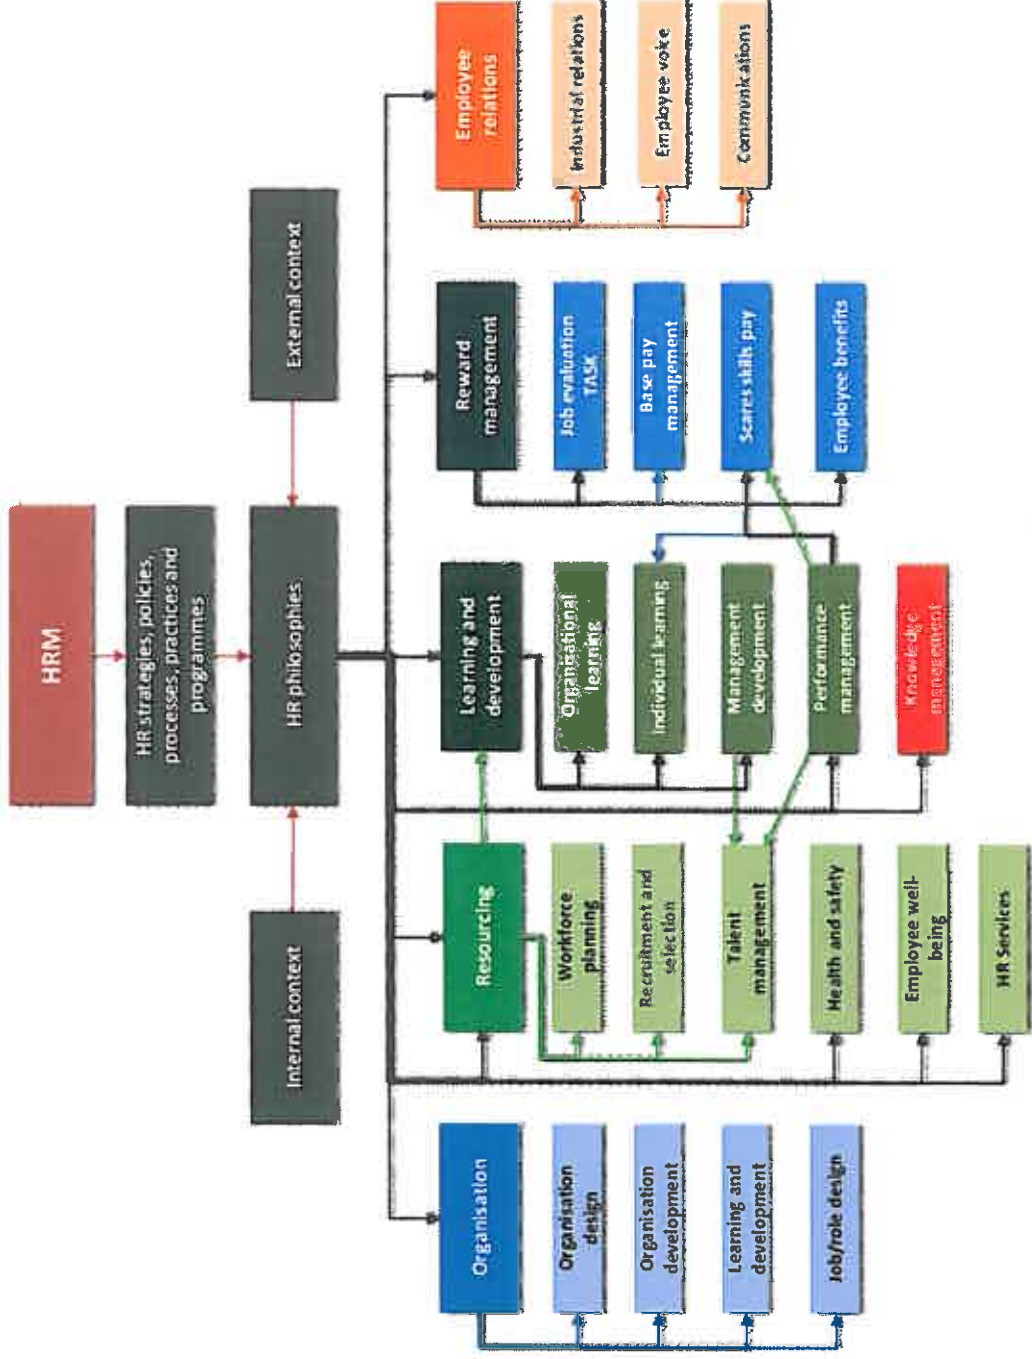 HRM
HR strategies, policies,
processes, practices and
programmes
Internal context
HR philosophies
External context
Organisation
Organisation
design
Organisation
development
Learning and
development
Job/role design
Resourcing
Workforce
planning
Recruitment and
selection
Talent
management
Health and safety
Employee well-
being
HR Services
Learning and
development
Organisational
learning
Individual learning
Management
development
Performance
management
Knowledge
management
Reward
management
Job evaluation
TASK
Base pay
management
Scares skills pay
Employee benefits
Employee
relations
Industrial relations
Employee voice
Communications